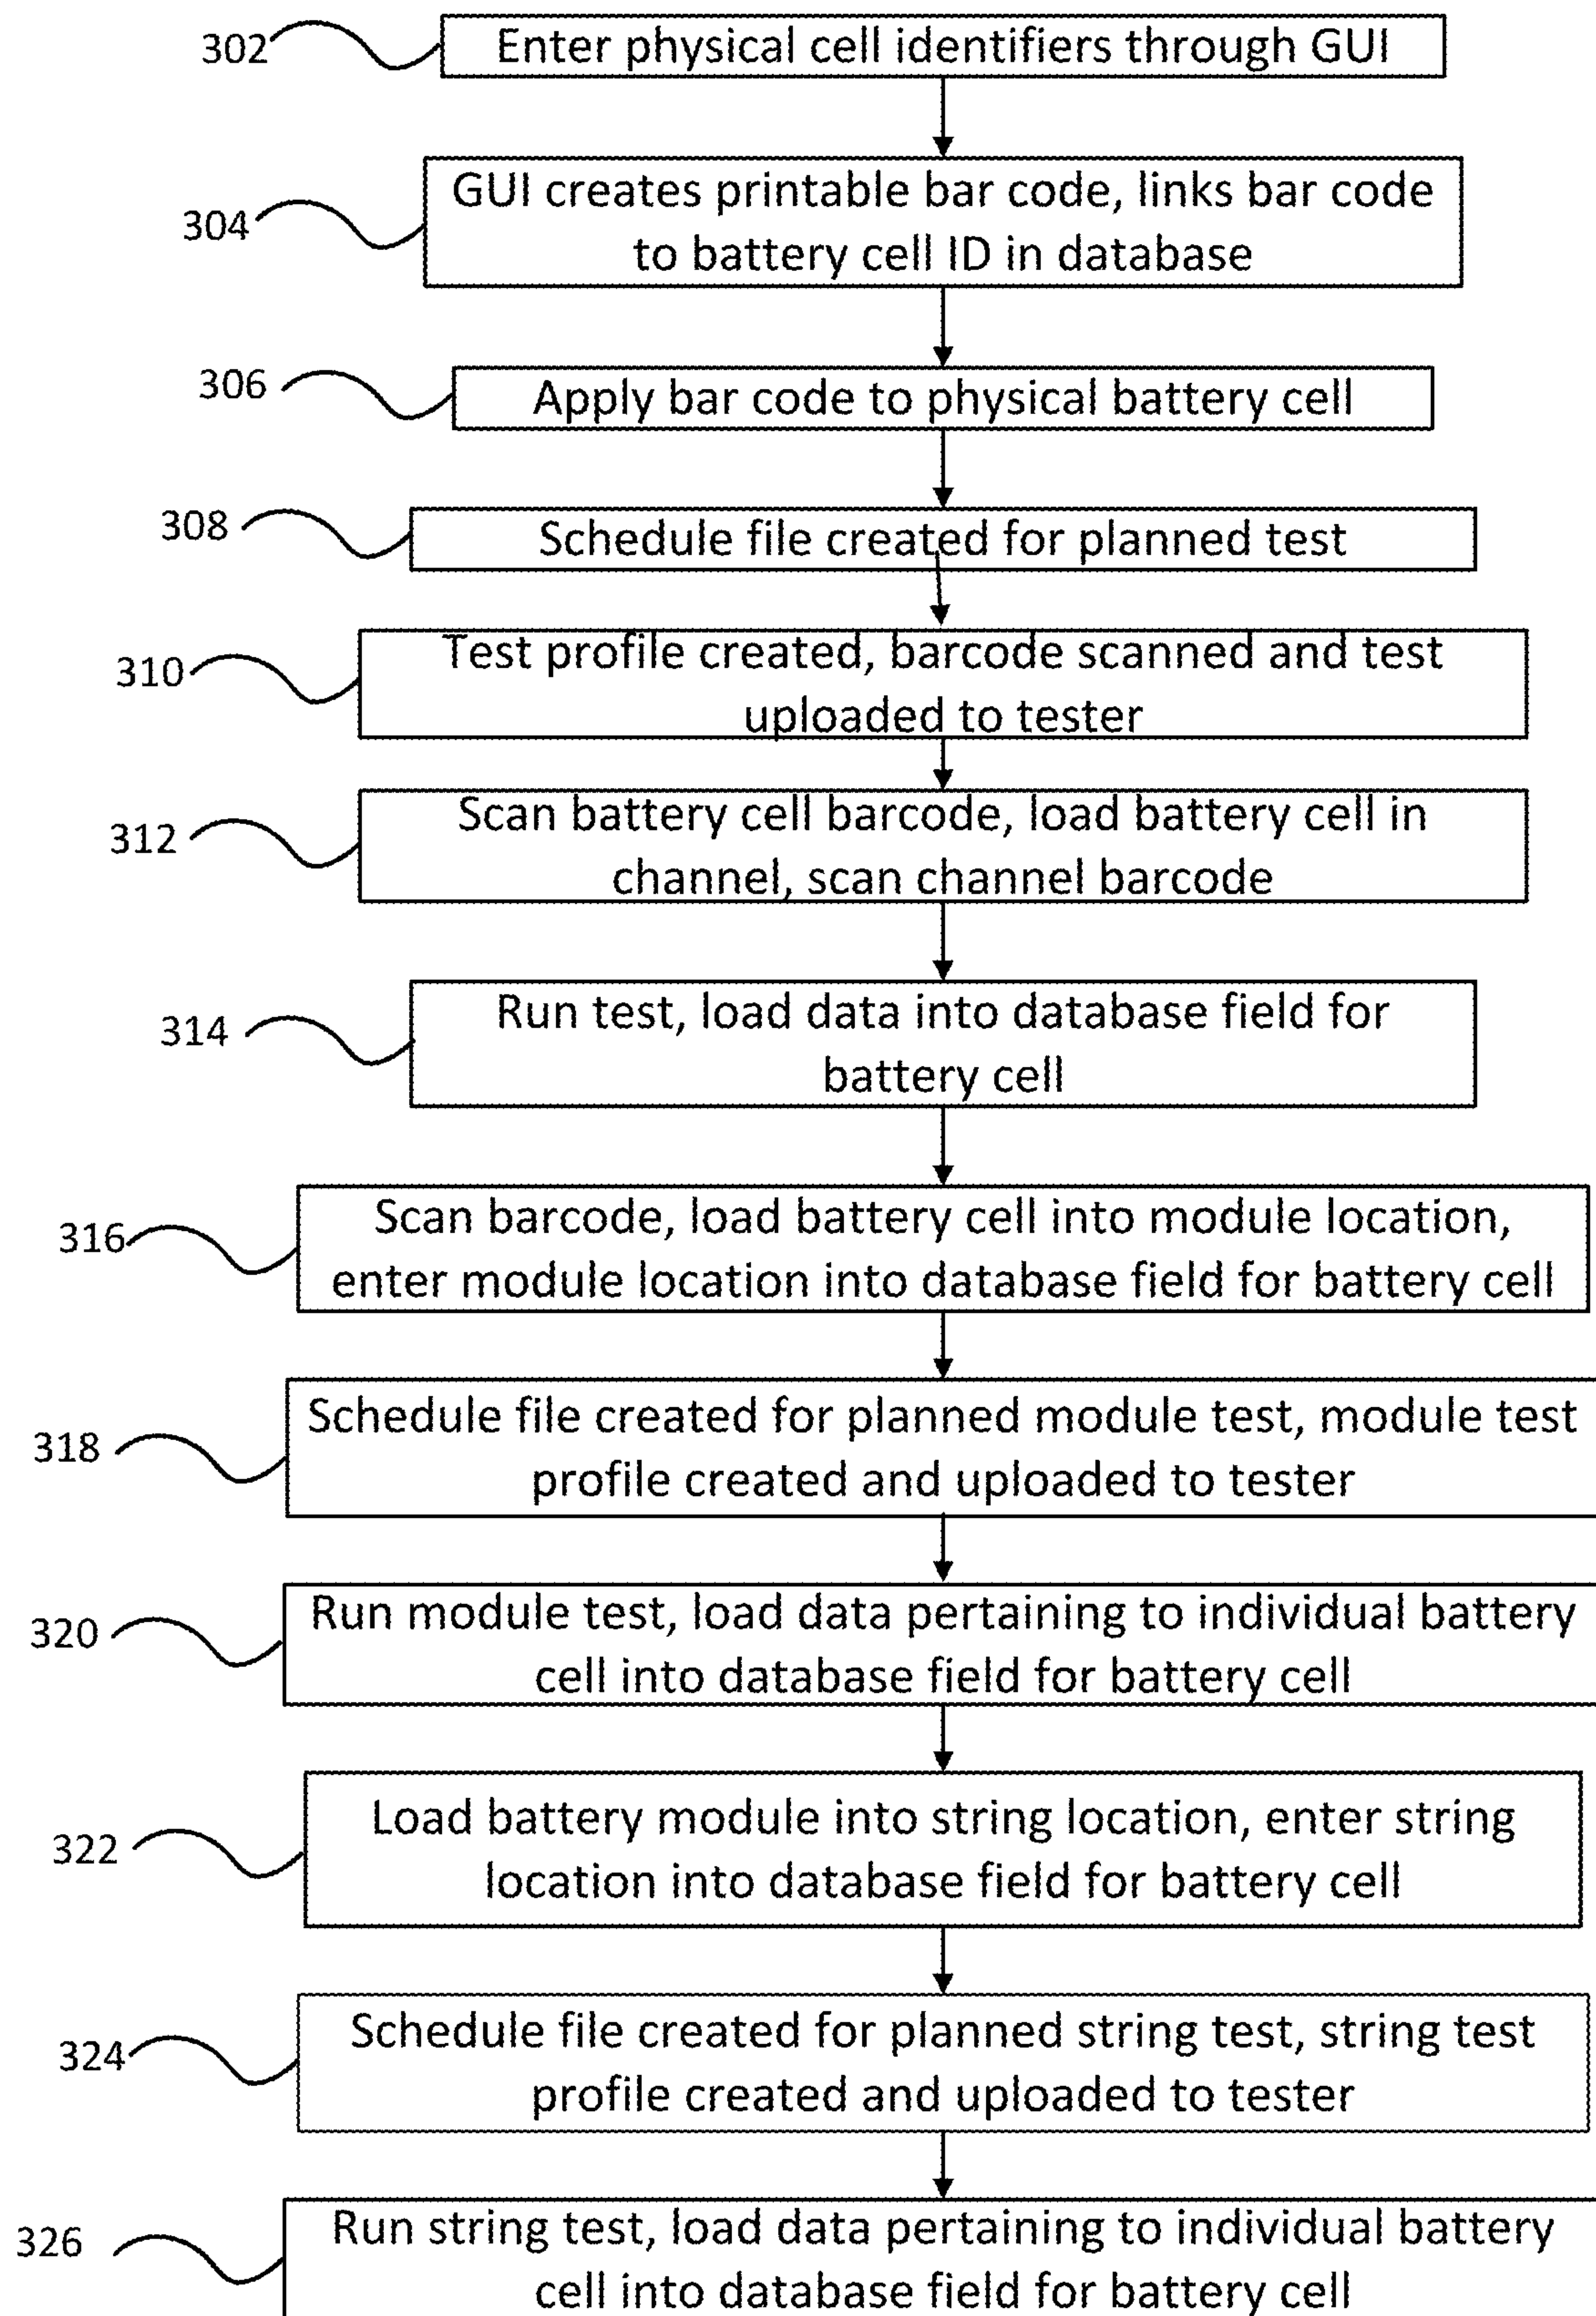 302
Enter physical cell identifiers through GUI
304
GUI creates printable bar code, links bar code
to battery cell ID in database
306
Apply bar code to physical battery cell
308
Schedule file created for planned test
310
Test profile created, barcode scanned and test
uploaded to tester
312
Scan battery cell barcode, load battery cell in
channel, scan channel barcode
314
Run test, load data into database field for
battery cell
316
Scan barcode, load battery cell into module location,
enter module location into database field for battery cell
318
Schedule file created for planned module test, module test
profile created and uploaded to tester
320
Run module test, load data pertaining to individual battery
cell into database field for battery cell
322
Load battery module into string location, enter string
location into database field for battery cell
324
Schedule file created for planned string test, string test
profile created and uploaded to tester
326
Run string test, load data pertaining to individual battery
cell into database field for battery cell